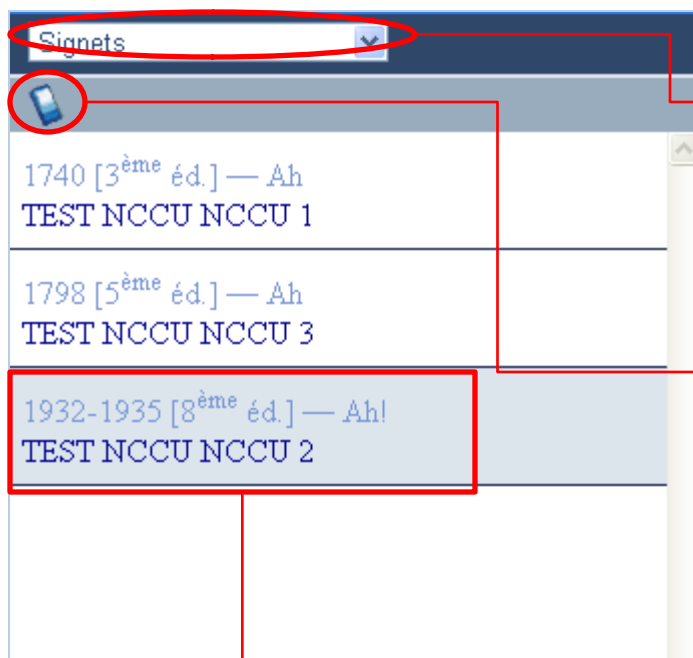 Signets
1740 [3ème éd.] — Ah
TEST NCCU NCCU 1
1798 [5ème éd.] — Ah
TEST NCCU NCCU 3
1932-1935 [8ème éd.] — Ah!
TEST NCCU NCCU 2